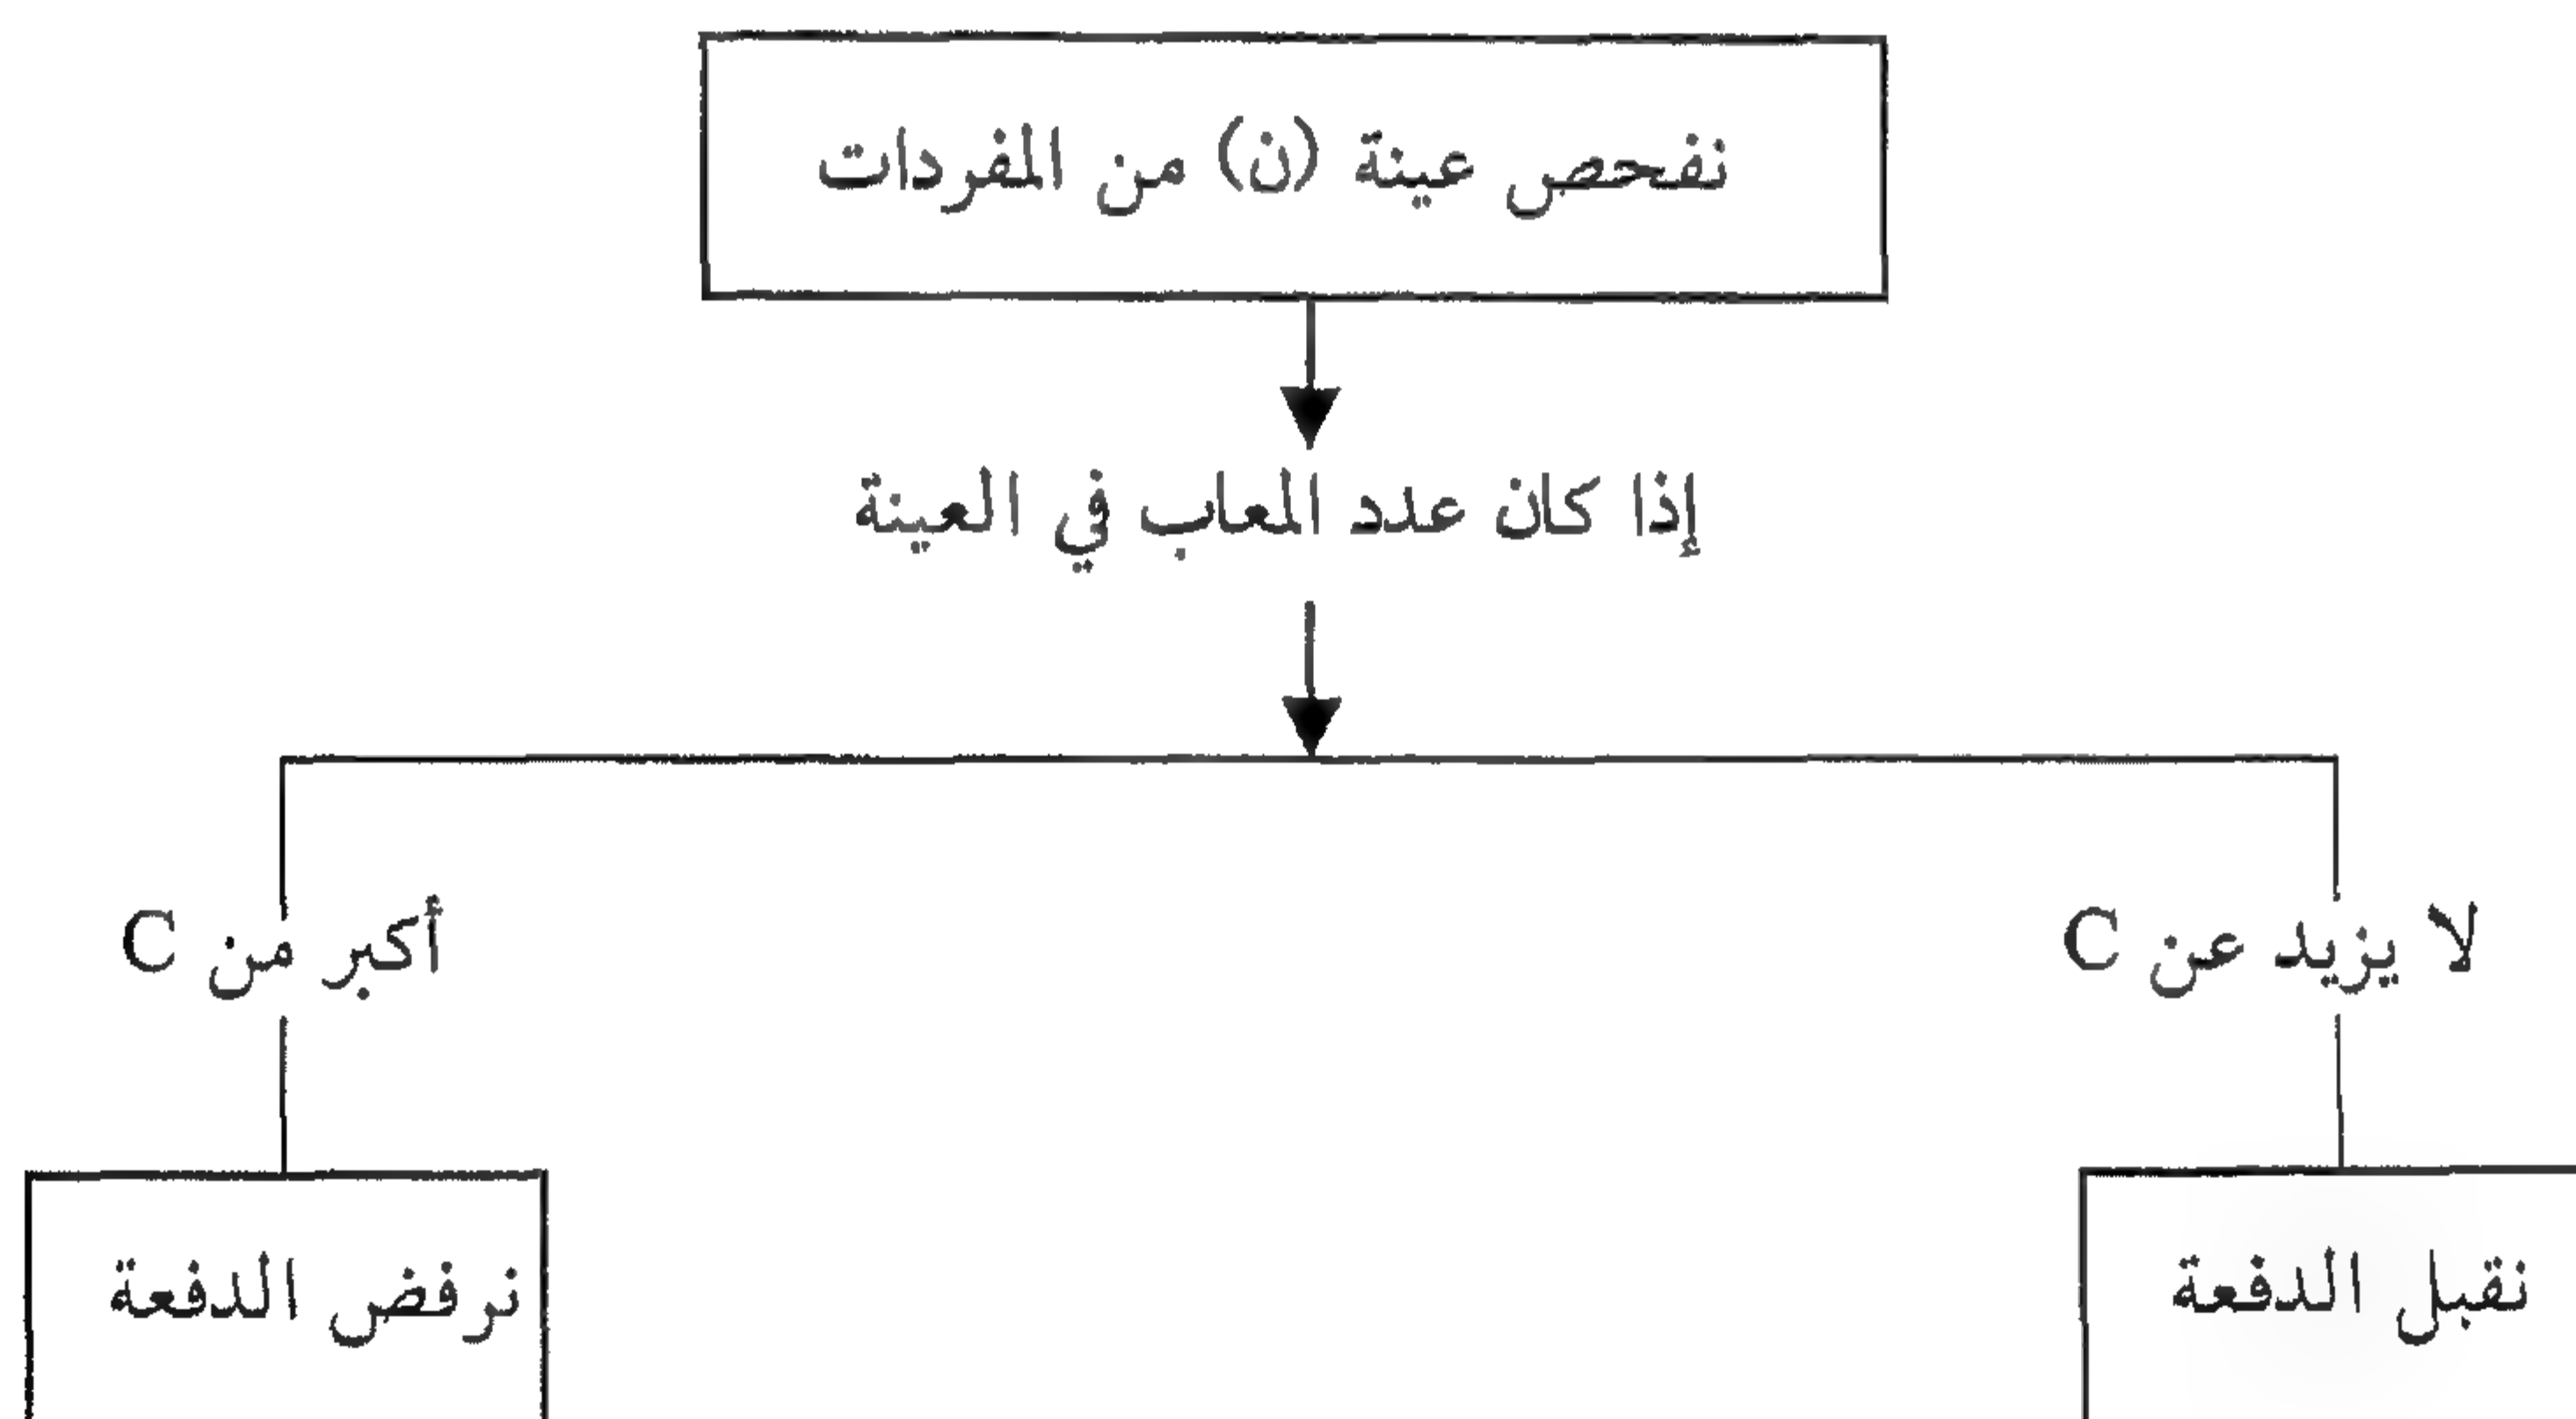 نفحص عينة (ن) من المفردات
إذا كان عدد المعاب في العينة
لا يزيد عن C
أكبر من C
نقبل الدفعة
نرفض الدفعة